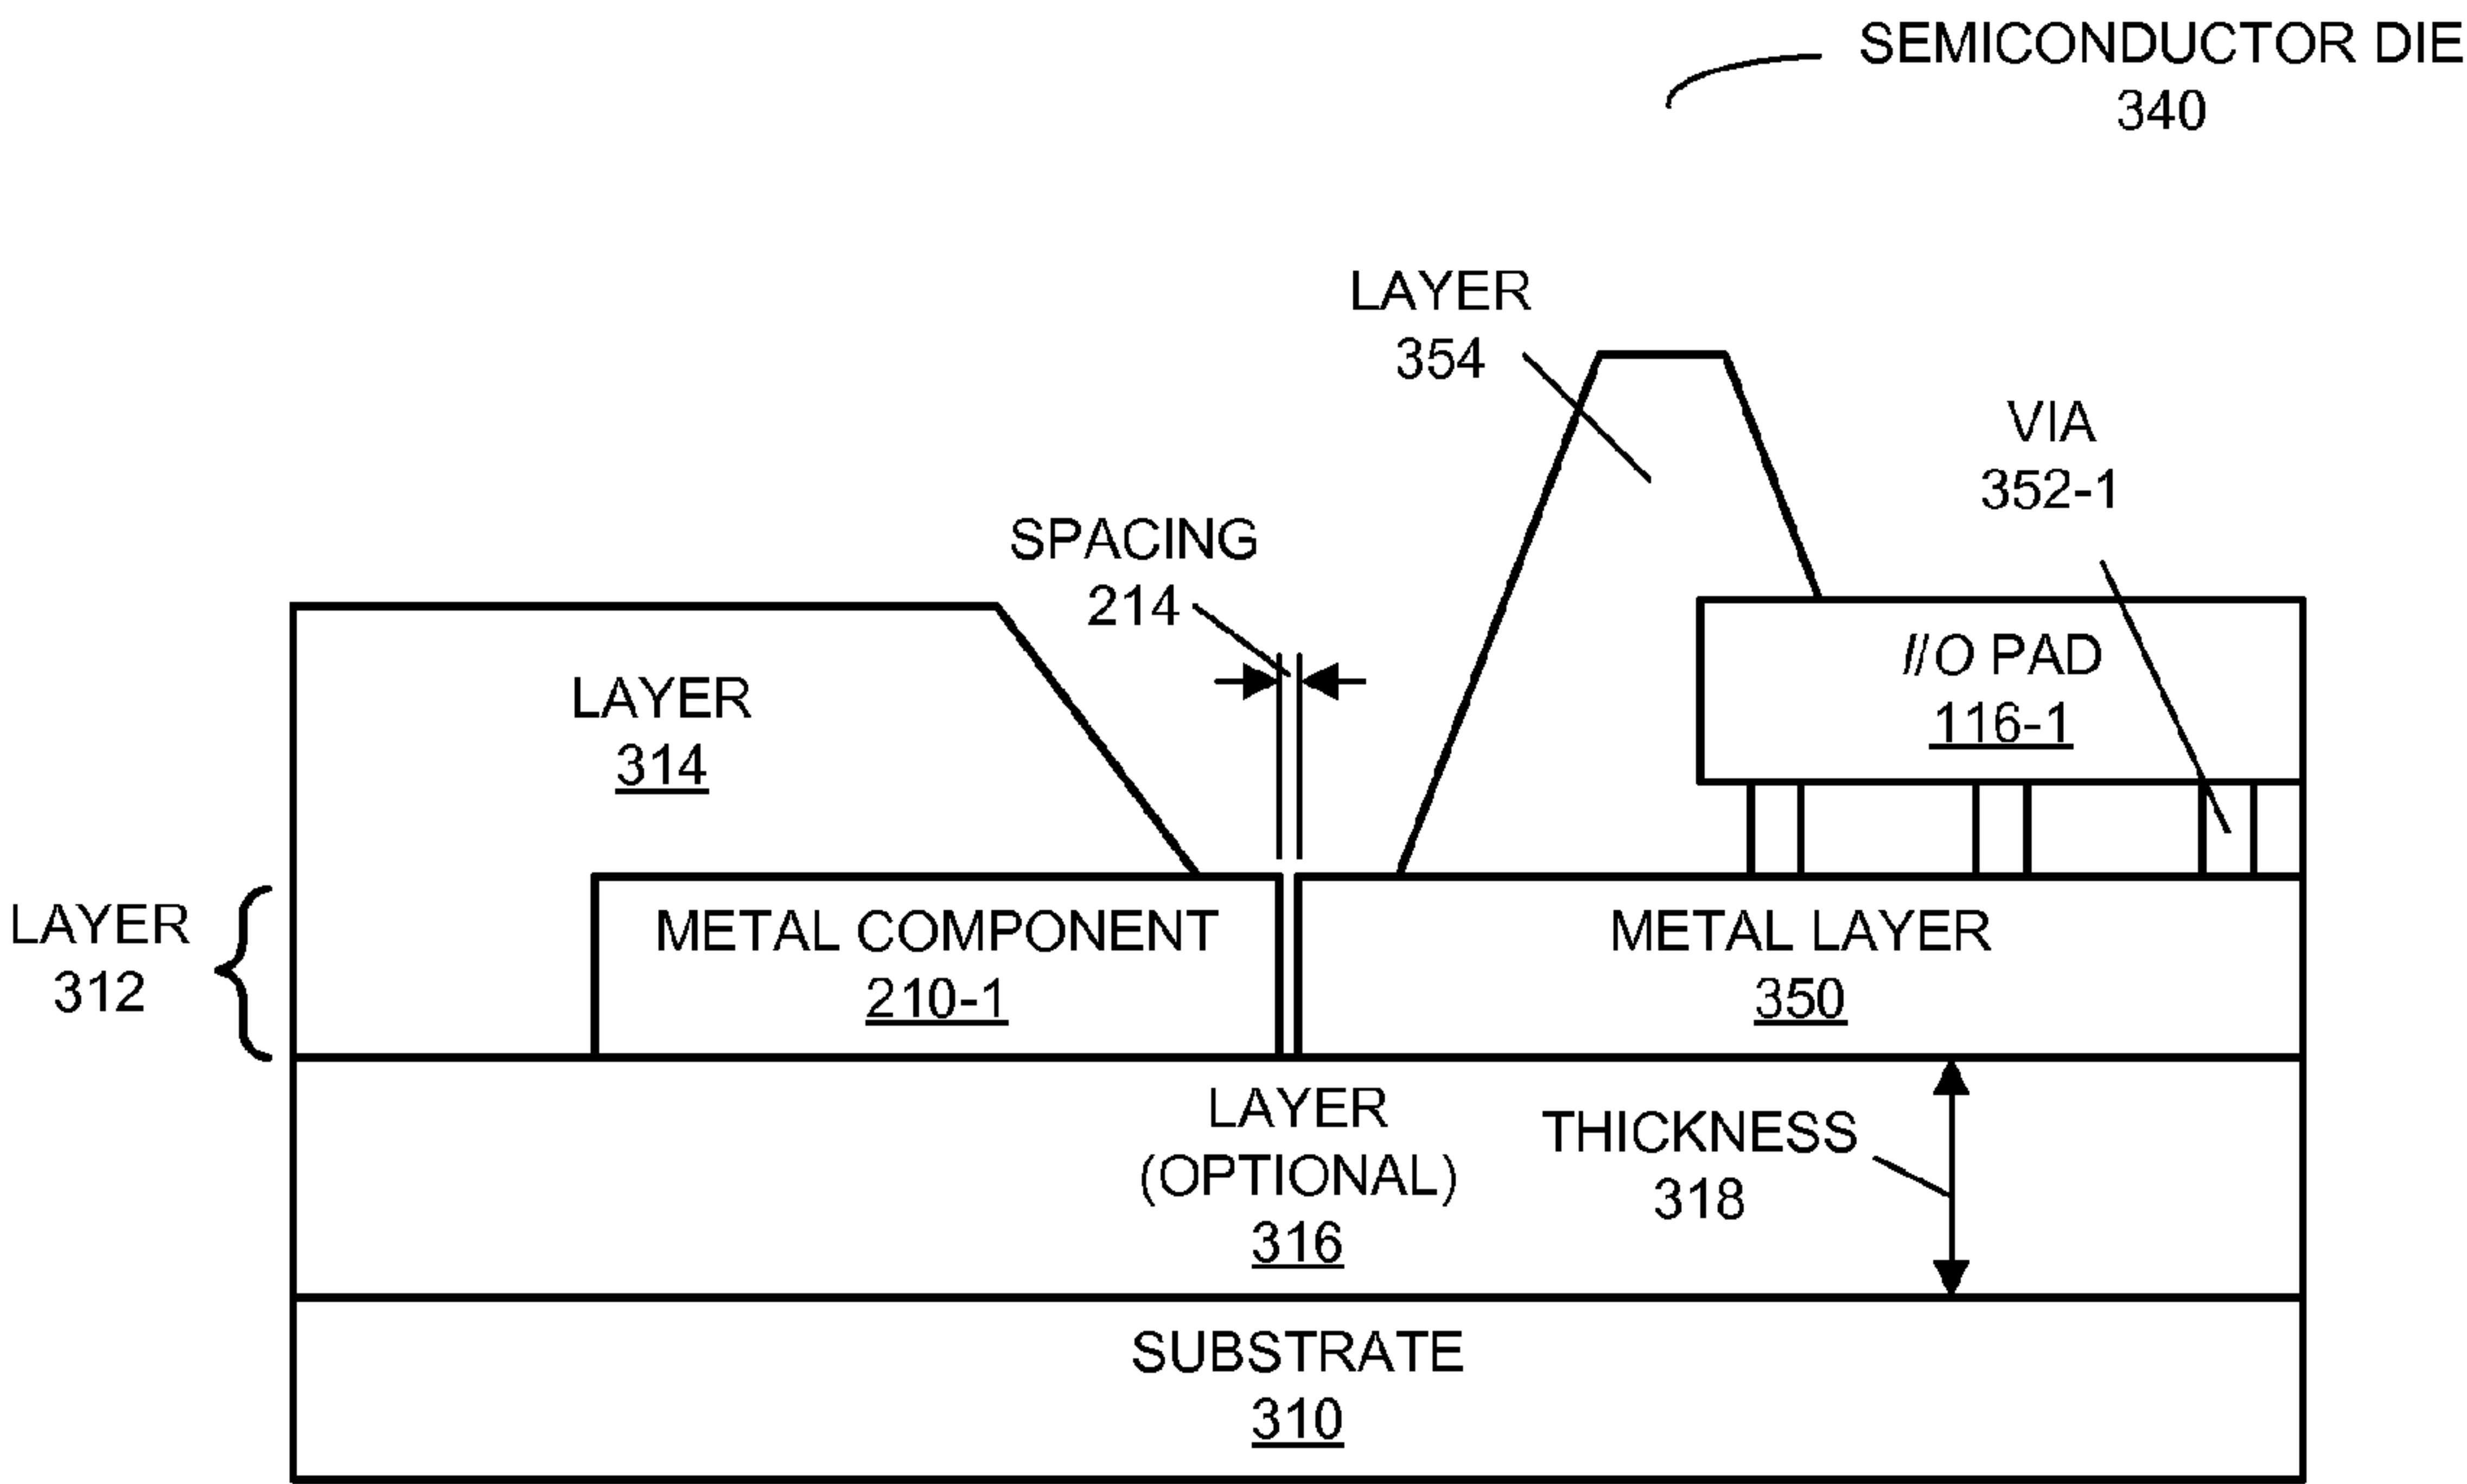 SEMICONDUCTOR DIE
340
LAYER
354
VIA
352-1
SPACING
214
I/O PAD
116-1
LAYER
314
LAYER
312
METAL COMPONENT
210-1
METAL LAYER
350
LAYER
(OPTIONAL)
316
THICKNESS
318
SUBSTRATE
310